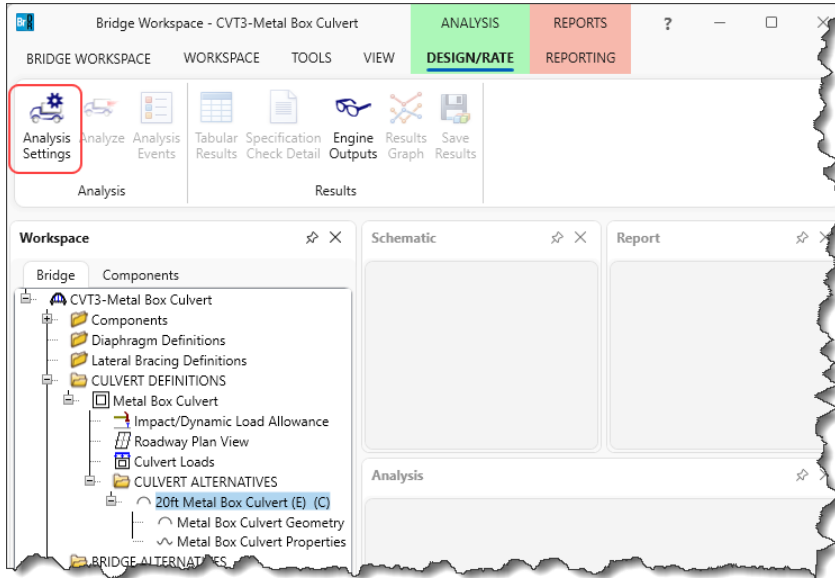 Br R Bridge Workspace - CVT3-Metal Box Culvert ANALYSIS REPORTS ?
BRIDGE WORKSPACE WORKSPACE TOOLS VIEW DESIGN/RATE REPORTING
Analysis Analyze Analysis Tabular Specification Engine Results Save
Settings Events Results Check Detail Outputs Graph Results
Analysis Results
Workspace Schematic Report
Bridge Components
CVT3-Metal Box Culvert
Components
Diaphragm Definitions
Lateral Bracing Definitions
CULVERT DEFINITIONS
Metal Box Culvert
Impact/Dynamic Load Allowance
Roadway Plan View
Culvert Loads
CULVERT ALTERNATIVES
Analysis
20ft Metal Box Culvert (E) (C)
Metal Box Culvert Geometry
Metal Box Culvert Properties
BRIDGE ALTERNATIVES